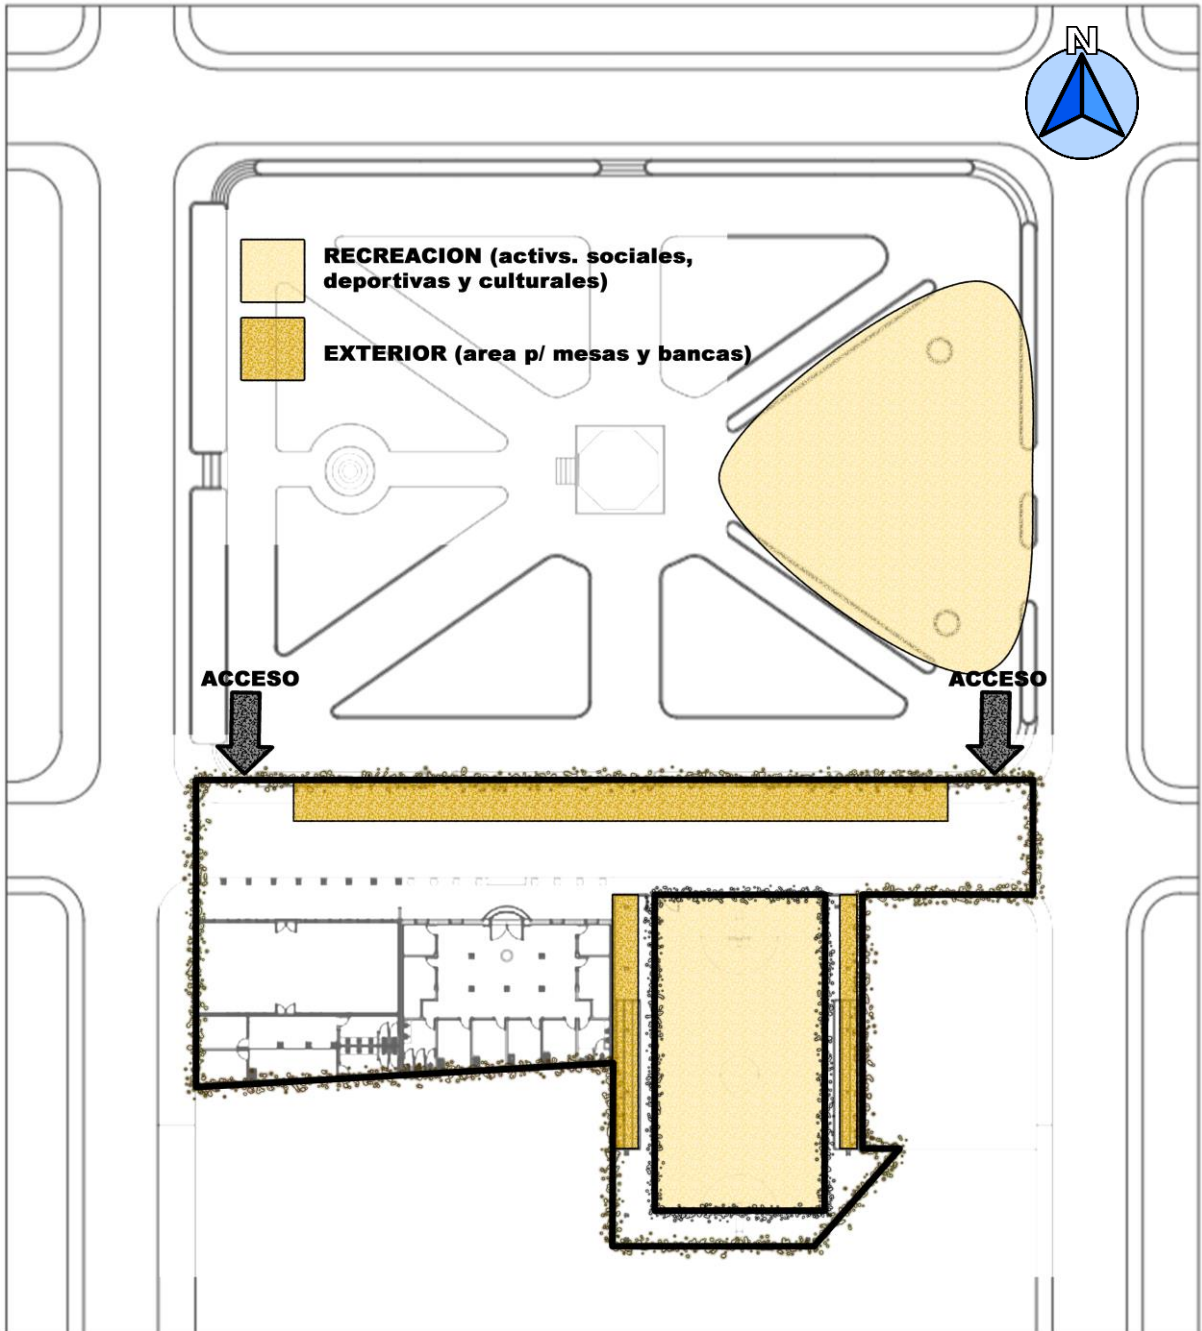 N
RECREACION (activs. sociales,
deportivas y culturales)
EXTERIOR (area p/ mesas y bancas)
ACCESO
ACCESO